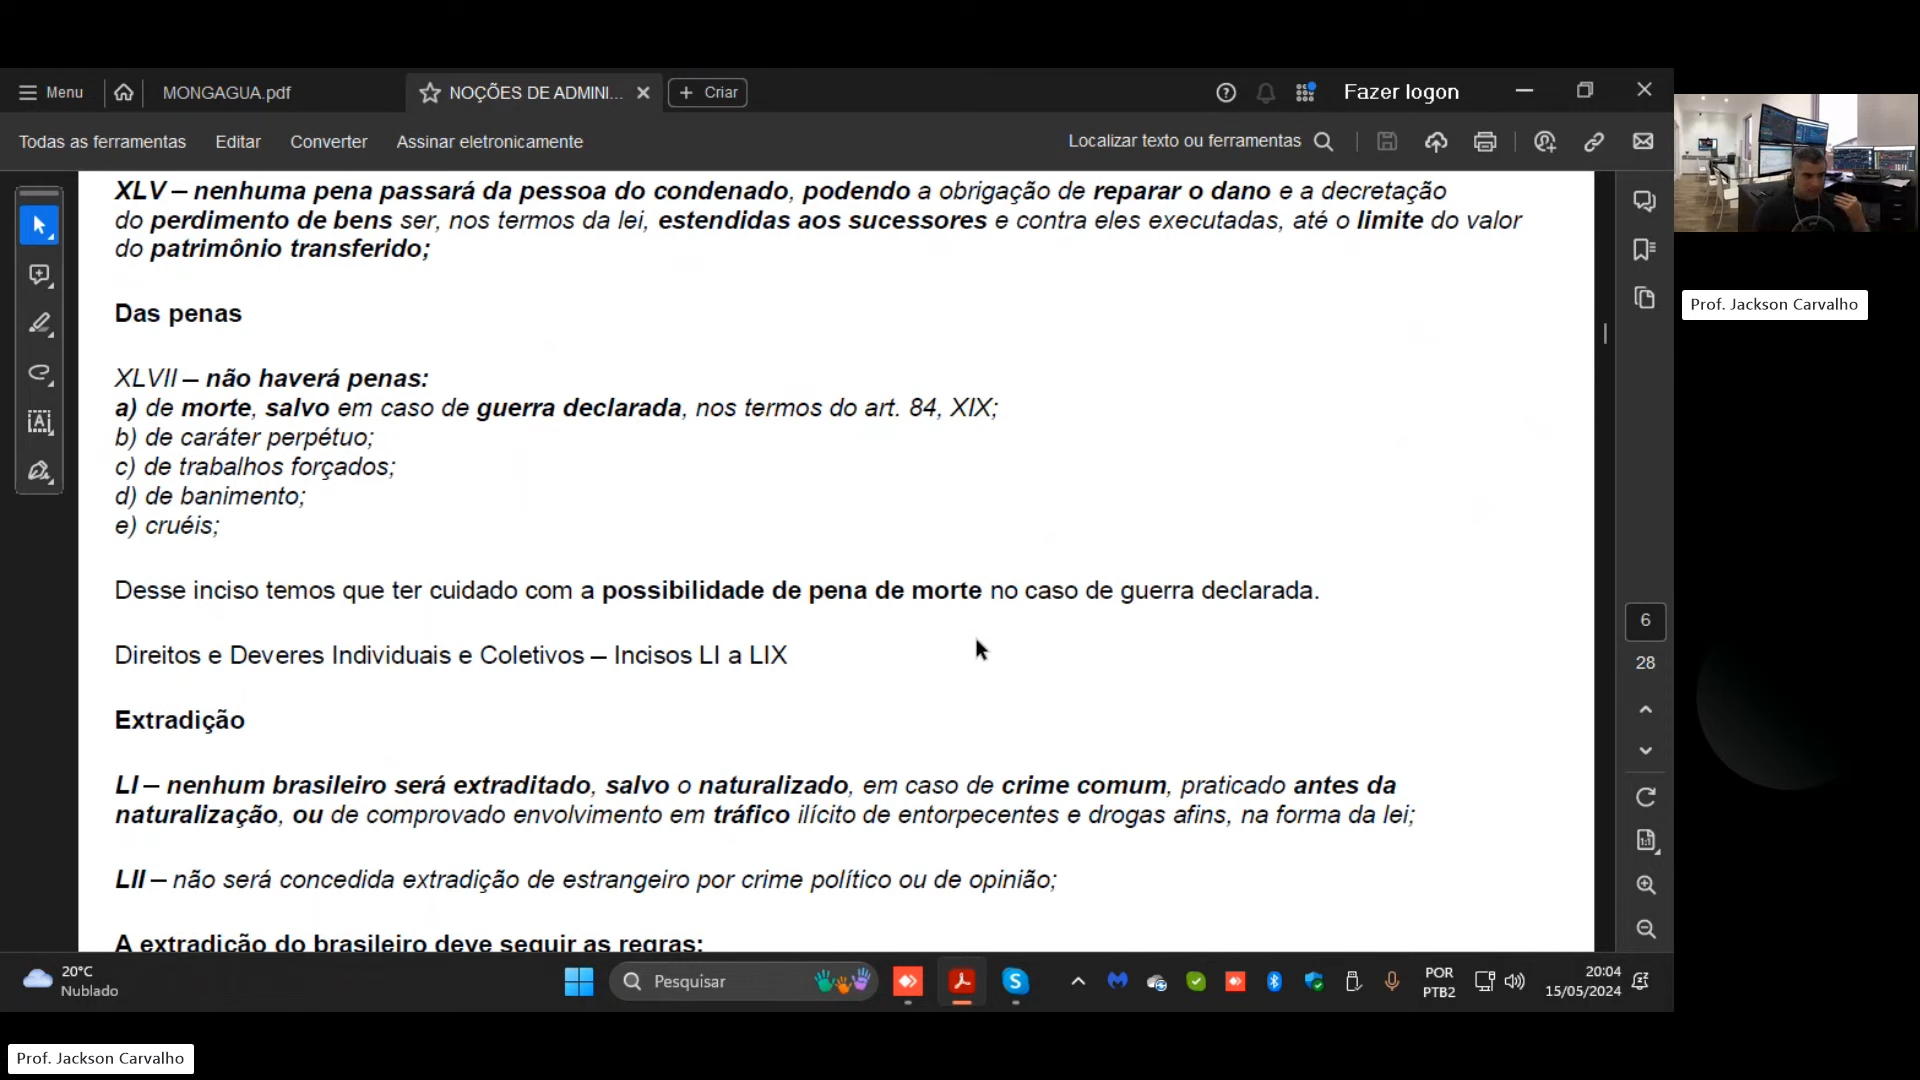 Menu
MONGAGUA.pdf
NOÇÕES DE ADMINI...
Criar
Fazer logon
Todas as ferramentas
Editar
Converter
Assinar eletronicamente
Localizar texto ou ferramentas
XLV – nenhuma pena passará da pessoa do condenado, podendo a obrigação de reparar o dano e a decretação
do perdimento de bens ser, nos termos da lei, estendidas aos sucessores e contra eles executadas, até o limite do valor
do patrimônio transferido;
Das penas
XLVII – não haverá penas:
a) de morte, salvo em caso de guerra declarada, nos termos do art. 84, XIX;
b) de caráter perpétuo;
c) de trabalhos forçados;
d) de banimento;
e) cruéis;
Desse inciso temos que ter cuidado com a possibilidade de pena de morte no caso de guerra declarada.
Direitos e Deveres Individuais e Coletivos – Incisos LI a LIX
Extradição
LI – nenhum brasileiro será extraditado, salvo o naturalizado, em caso de crime comum, praticado antes da
naturalização, ou de comprovado envolvimento em tráfico ilícito de entorpecentes e drogas afins, na forma da lei;
LII – não será concedida extradição de estrangeiro por crime político ou de opinião;
A extradição do brasileiro deve seguir as regras:
6
28
Prof. Jackson Carvalho
20°C
Nublado
Pesquisar
POR
PTB2
20:04
15/05/2024
Prof. Jackson Carvalho